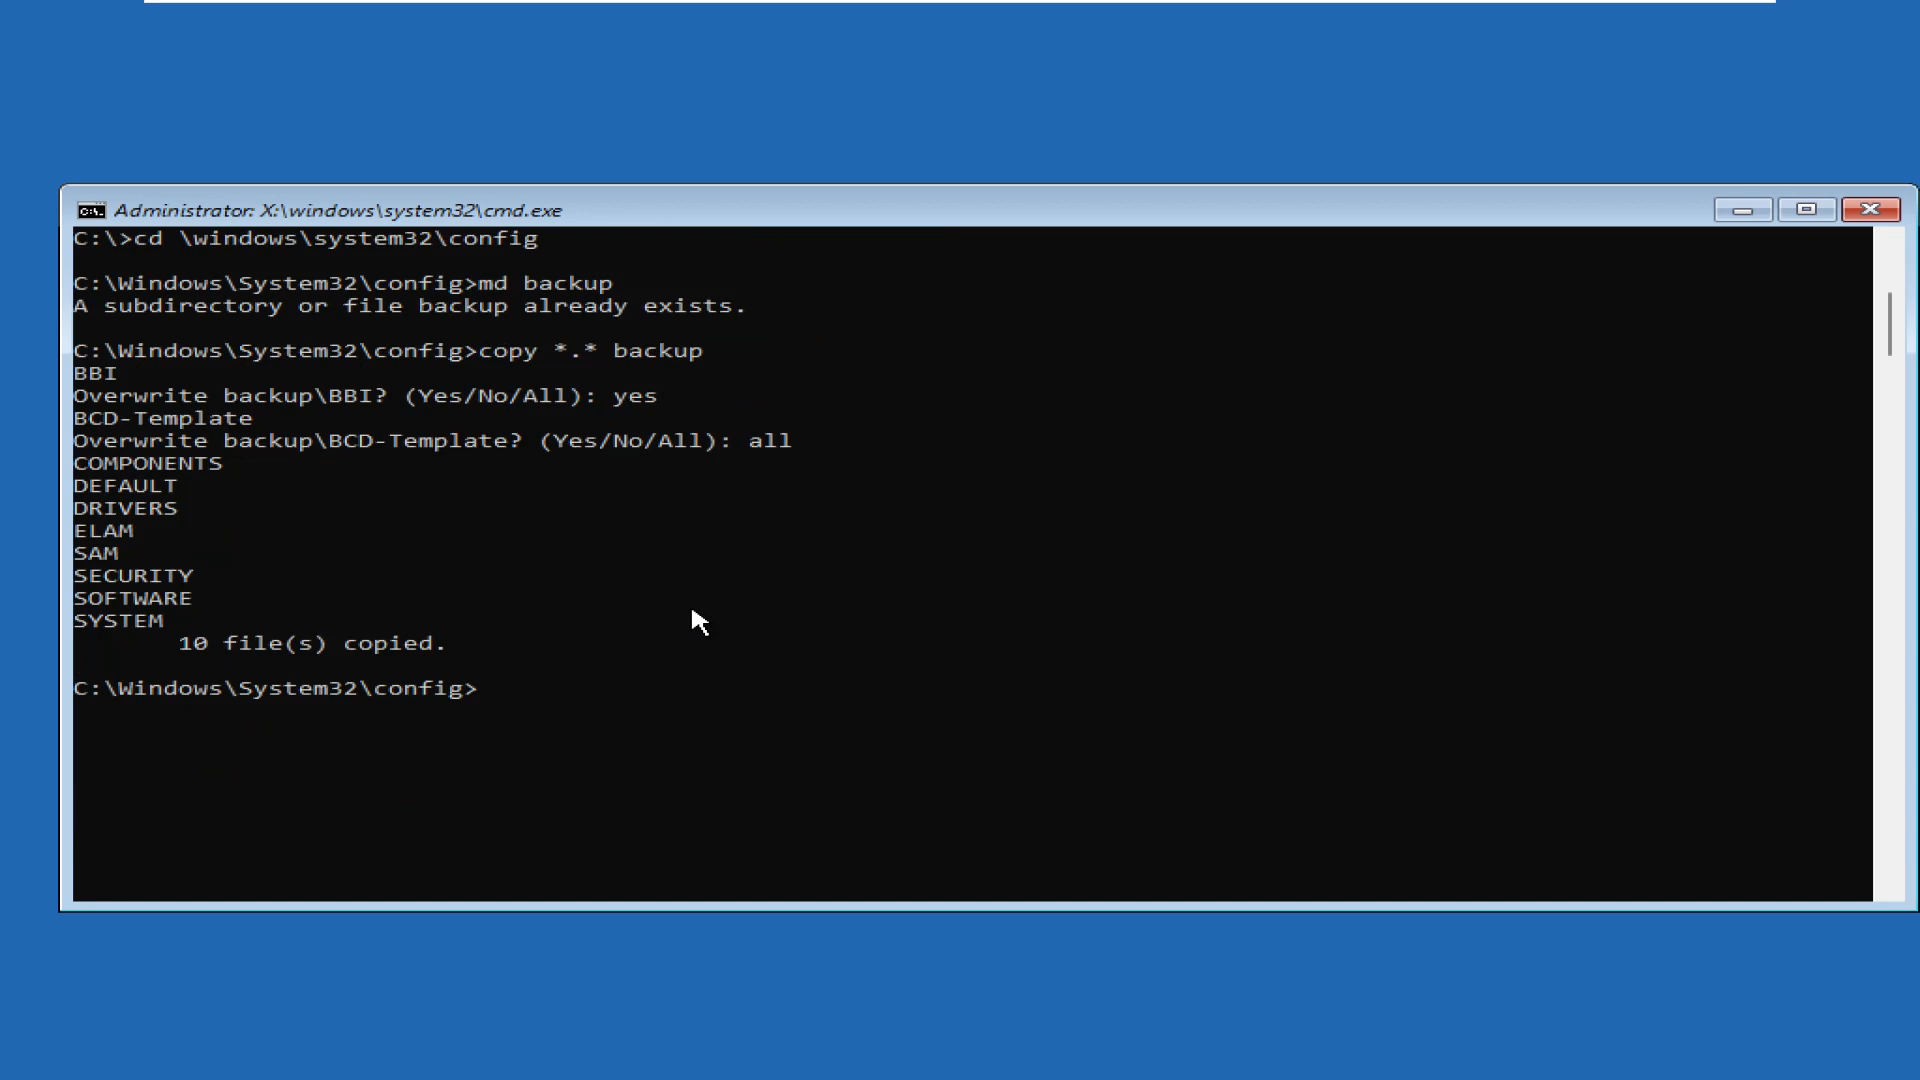 Administrator: X:\windows\system32\cmd.exe
C:\>cd \windows\system32\config
C:\Windows\System32\config>md backup
A subdirectory or file backup already exists.
C:\Windows\System32\config>copy *.* backup
BBI
Overwrite backup\BBI? (Yes/No/All): yes
BCD-Template
Overwrite backup\BCD-Template? (Yes/No/All): all
COMPONENTS
DEFAULT
DRIVERS
ELAM
SAM
SECURITY
SOFTWARE
SYSTEM
10 file(s) copied.
C:\Windows\System32\config>